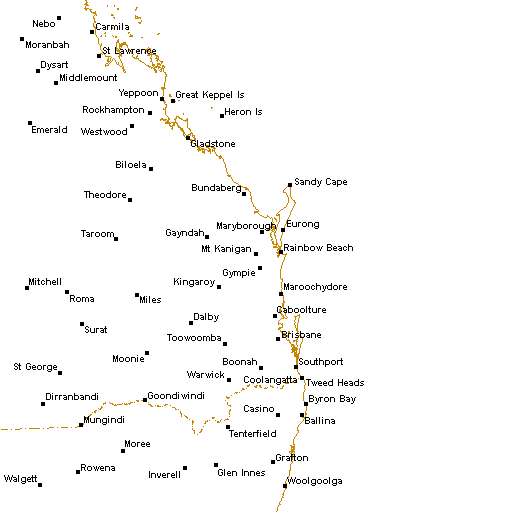 Nebo
Carmila
Moranbah
St Lawrence
Dysart
Middlemount
Yeppoon
Great Keppel Is
Rockhampton
Heron Is
Emerald
Westwood
Gladstone
Biloela
Sandy Cape
Bundaberg
Theodore
Maryborough
Eurong
Taroom
Gayndah
Mt Kanigan
Rainbow Beach
Gympie
Mitchell
Kingaroy
Maroochydore
Roma
Miles
Caboolture
Dalby
Surat
Toowoomba
Brisbane
Moonie
Boonah
Southport
St George
Warwick
Coolangatta
Tweed Heads
Dirranbandi
Goondiwindi
Byron Bay
Casino
Mungindi
Ballina
Tenterfield
Moree
Grafton
Rowena
Inverell
Glen Innes
Walgett
Woolgoolga